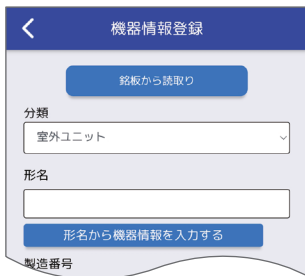 機器情報登録
銘板から読取り
分類
室外ユニット
形名
形名から機器情報を入力する
製造番号